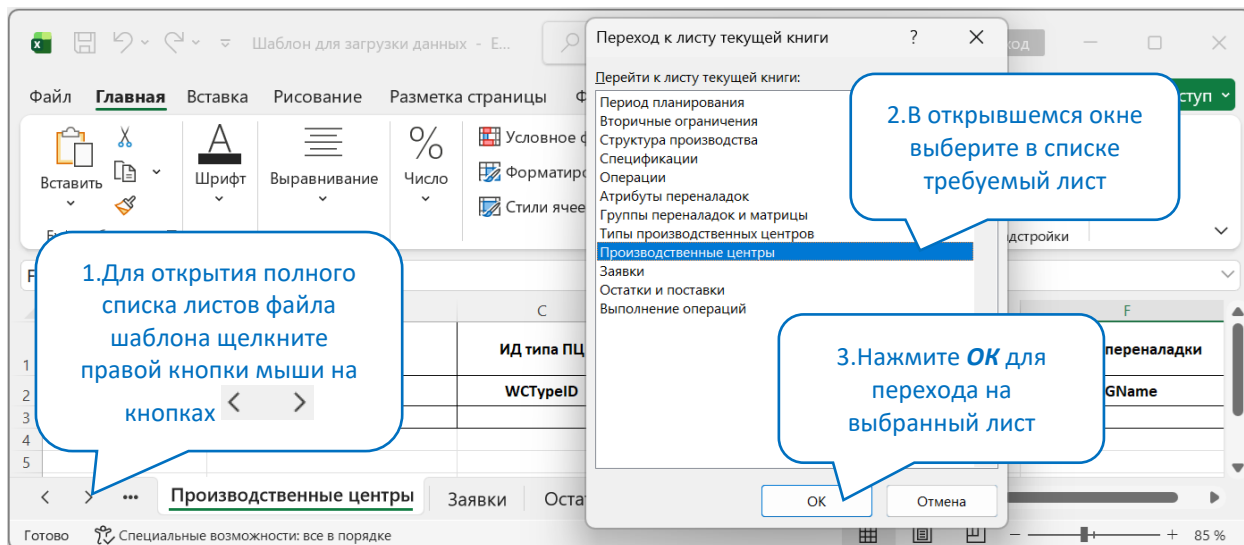 Шаблон для загрузки данных - E...
Переход к листу текущей книги ? ×
ход
Файл Главная Вставка Рисование Разметка страницы Ф
ступ
Вставить
Шрифт
Выравнивание
%
Число
Условное ф
Форматиро
Стили ячее
дстройки
Перейти к листу текущей книги:
Период планирования
Вторичные ограничения
Структура производства
Спецификации
Операции
Атрибуты переналадок
Группы переналадок и матрицы
Типы производственных центров
Производственные центры
Заявки
Остатки и поставки
Выполнение операций
ОК Отмена
1.Для открытия полного
списка листов файла
шаблона щелкните
правой кнопки мыши на
кнопках < >
2.В открывшемся окне
выберите в списке
требуемый лист
3.Нажмите ОК для
перехода на
выбранный лист
F
C F
1 ИД типа ПЦ переналадки
2 WCTypeID GName
3
4
5
< > ••• Производственные центры Заявки Оста
Готово Специальные возможности: все в порядке
− + 85 %